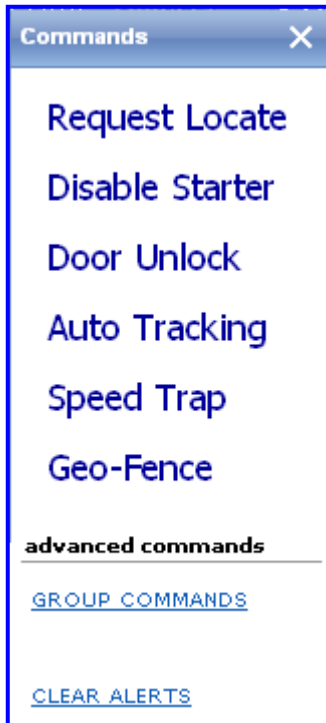 Commands
Request Locate
Disable Starter
Door Unlock
Auto Tracking
Speed Trap
Geo-Fence
advanced commands
GROUP COMMANDS
CLEAR ALERTS